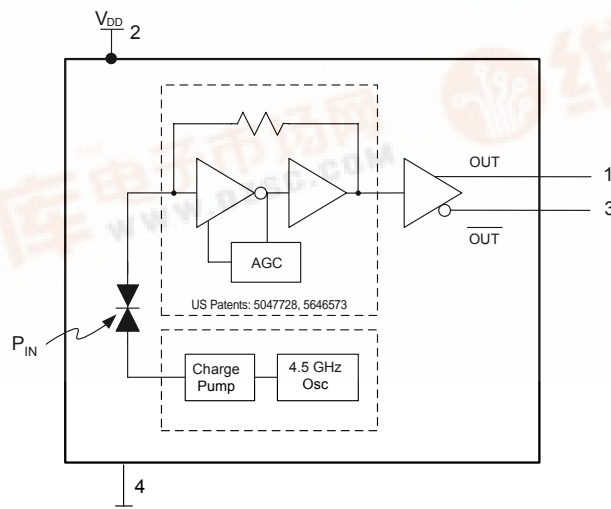 VDD
2
OUT
1
3
OUT
AGC
US Patents: 5047728, 5646573
PIN
Charge
Pump
4.5 GHz
Osc
4